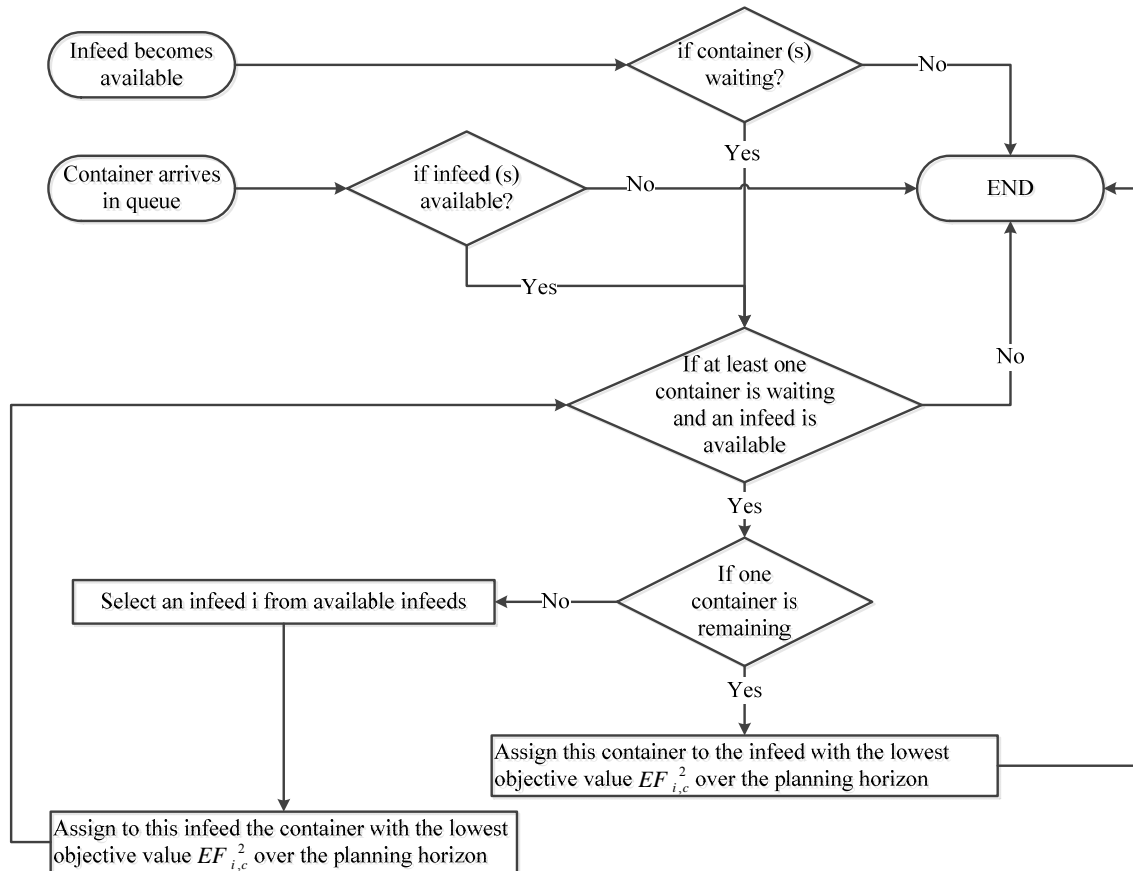 Infeed becomes
available
if container (s)
waiting?
No
Yes
Container arrives
in queue
if infeed (s)
available?
No
END
Yes
If at least one
container is waiting
and an infeed is
available
No
Yes
If one
container is
remaining
No
Select an infeed i from available infeeds
Yes
Assign this container to the infeed with the lowest
objective value EF i,c ² over the planning horizon
Assign to this infeed the container with the lowest
objective value EF i,c ² over the planning horizon